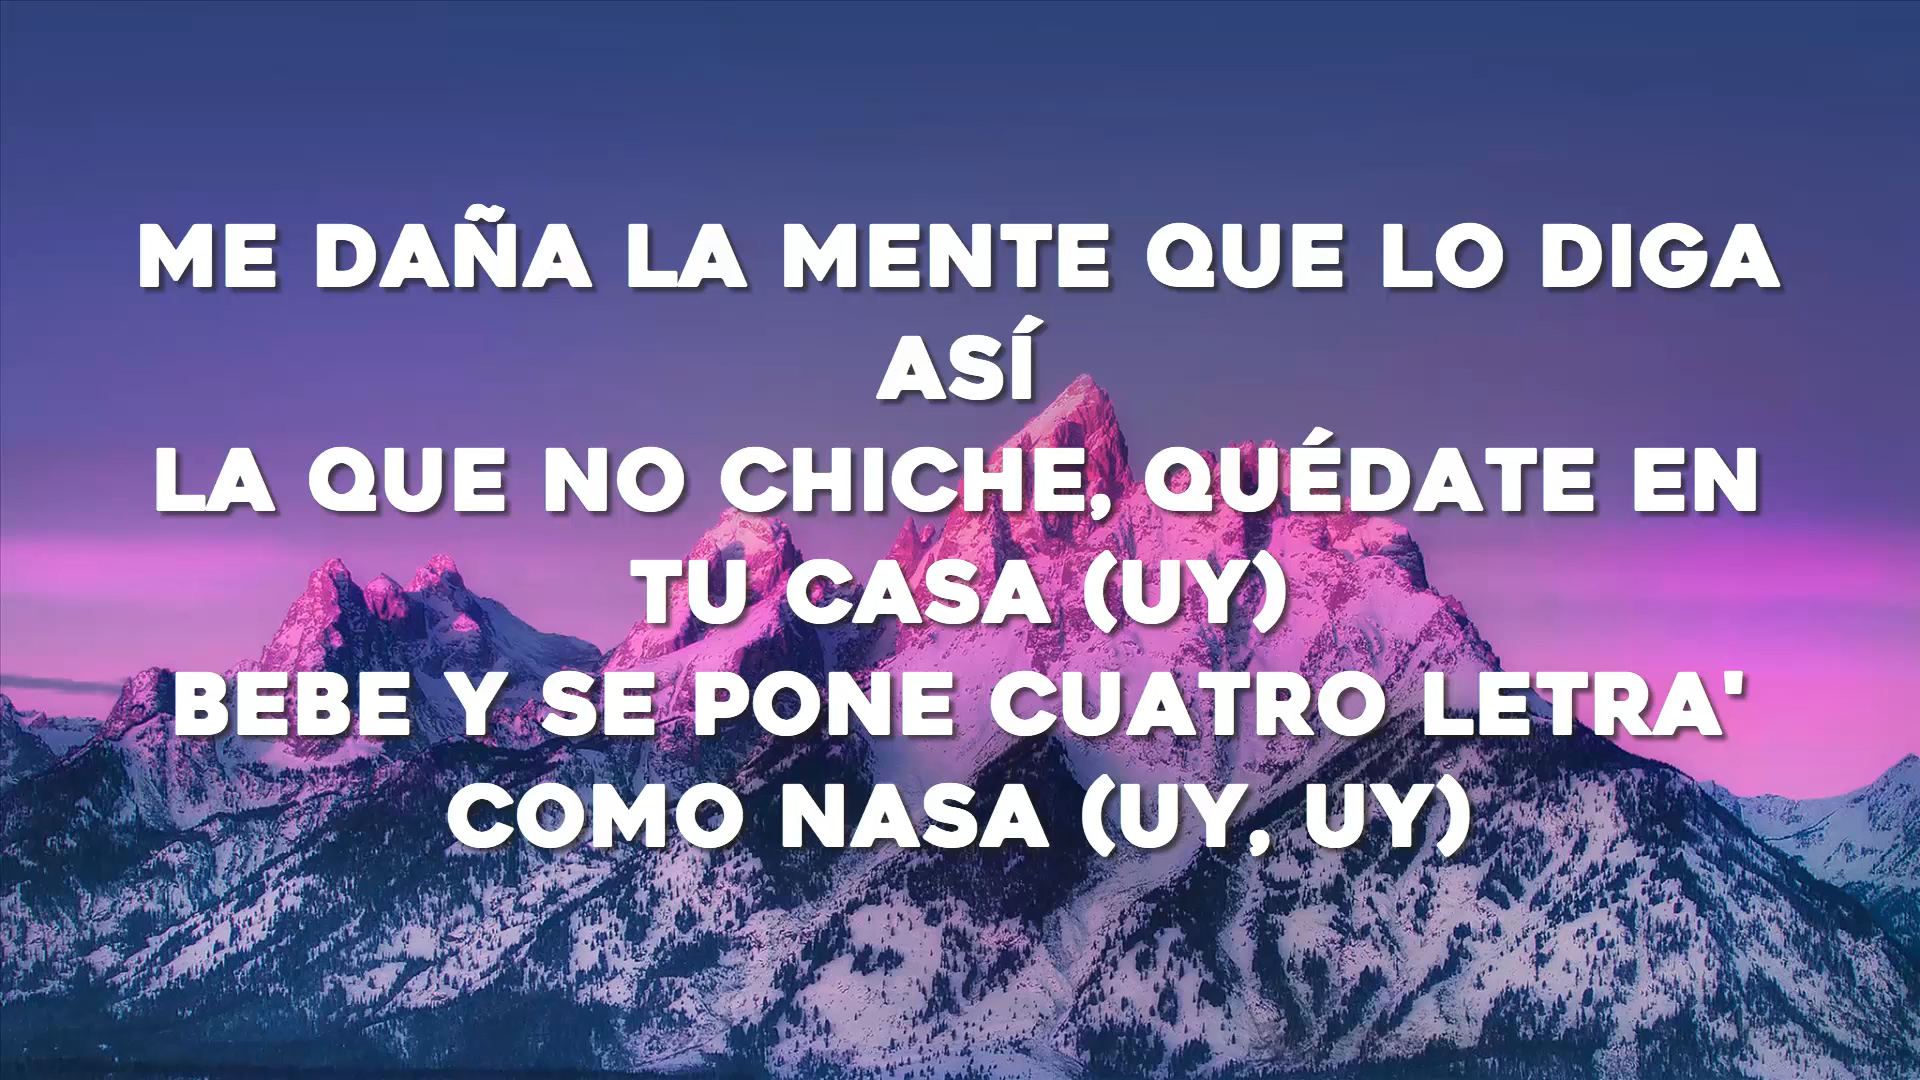 ME DAÑA LA MENTE QUE LO DIGA
ASÍ
LA QUE NO CHICHE, QUÉDATE EN
TU CASA (UY)
BEBE Y SE PONE CUATRO LETRA'
COMO NASA (UY, UY)